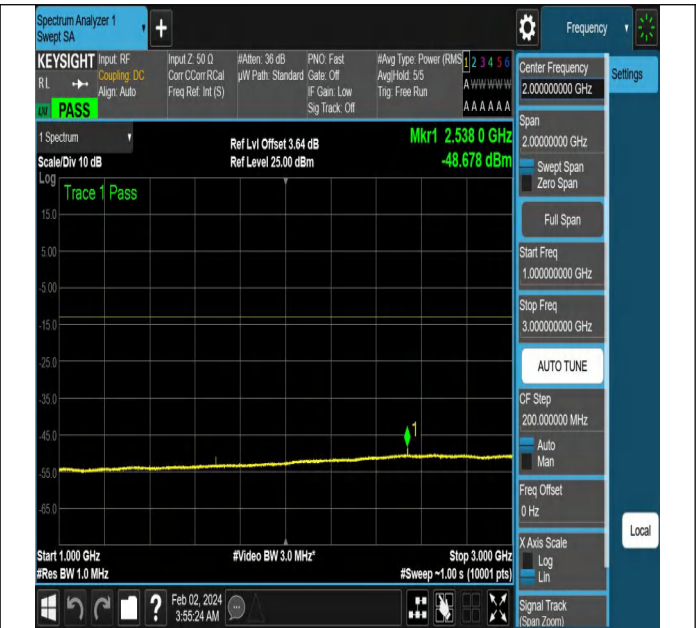 Spectrum Analyzer 1
Swept SA
+
Frequency
KEYSIGHT
RL
PASS
Input: RF
Coupling: DC
Align: Auto
Input Z: 50 Ω
Corr CCorr RCal
Freq Ref: Int (S)
#Atten: 36 dB
µW Path: Standard
PNO: Fast
Gate: Off
IF Gain: Low
Sig Track: Off
#Avg Type: Power (RMS
Avg|Hold: 5/5
Trig: Free Run
1 2 3 4 5 6
A W W W W W
A A A A A A
1 Spectrum
Scale/Div 10 dB
Log
Ref Lvl Offset 3.64 dB
Ref Level 25.00 dBm
Mkr1 2.538 0 GHz
-48.678 dBm
Trace 1 Pass
15.0
5.00
-5.00
-15.0
-25.0
-35.0
-45.0
-55.0
-65.0
1
Start 1.000 GHz
#Res BW 1.0 MHz
#Video BW 3.0 MHz*
Stop 3.000 GHz
#Sweep ~1.00 s (10001 pts)
?
Feb 02, 2024
3:55:24 AM
Center Frequency
2.000000000 GHz
Settings
Span
2.00000000 GHz
Swept Span
Zero Span
Full Span
Start Freq
1.000000000 GHz
Stop Freq
3.000000000 GHz
AUTO TUNE
CF Step
200.000000 MHz
Auto
Man
Freq Offset
0 Hz
X Axis Scale
Log
Lin
Local
Signal Track
(Span Zoom)